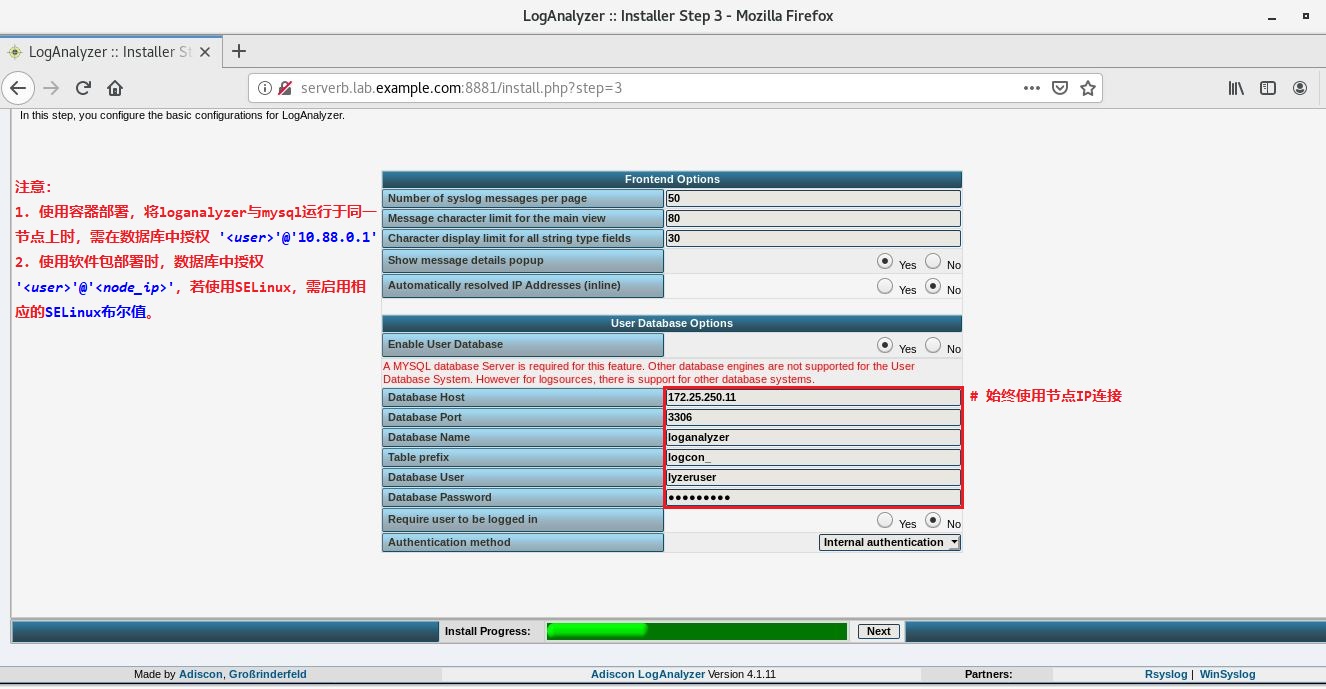 LogAnalyzer :: Installer Step 3 - Mozilla Firefox
LogAnalyzer :: Installer St
serverb.lab.example.com:8881/install.php?step=3
In this step, you configure the basic configurations for LogAnalyzer.
注意：
1. 使用容器部署，将loganalyzer与mysql运行于同一
节点上时，需在数据库中授权 '<user>'@'10.88.0.1'
2. 使用软件包部署时，数据库中授权
'<user>'@'<node_ip>'，若使用SELinux，需启用相
应的SELinux布尔值。
Frontend Options
Number of syslog messages per page 50
Message character limit for the main view 80
Character display limit for all string type fields 30
Show message details popup Yes No
Automatically resolved IP Addresses (inline) Yes No
User Database Options
Enable User Database Yes No
A MYSQL database Server is required for this feature. Other database engines are not supported for the User
Database System. However for logsources, there is support for other database systems.
Database Host 172.25.250.11 # 始终使用节点IP连接
Database Port 3306
Database Name loganalyzer
Table prefix logcon_
Database User lyzeruser
Database Password ●●●●●●●●●
Require user to be logged in Yes No
Authentication method Internal authentication
Install Progress: Next
Made by Adiscon, Großrinderfeld Adiscon LogAnalyzer Version 4.1.11 Partners: Rsyslog | WinSyslog